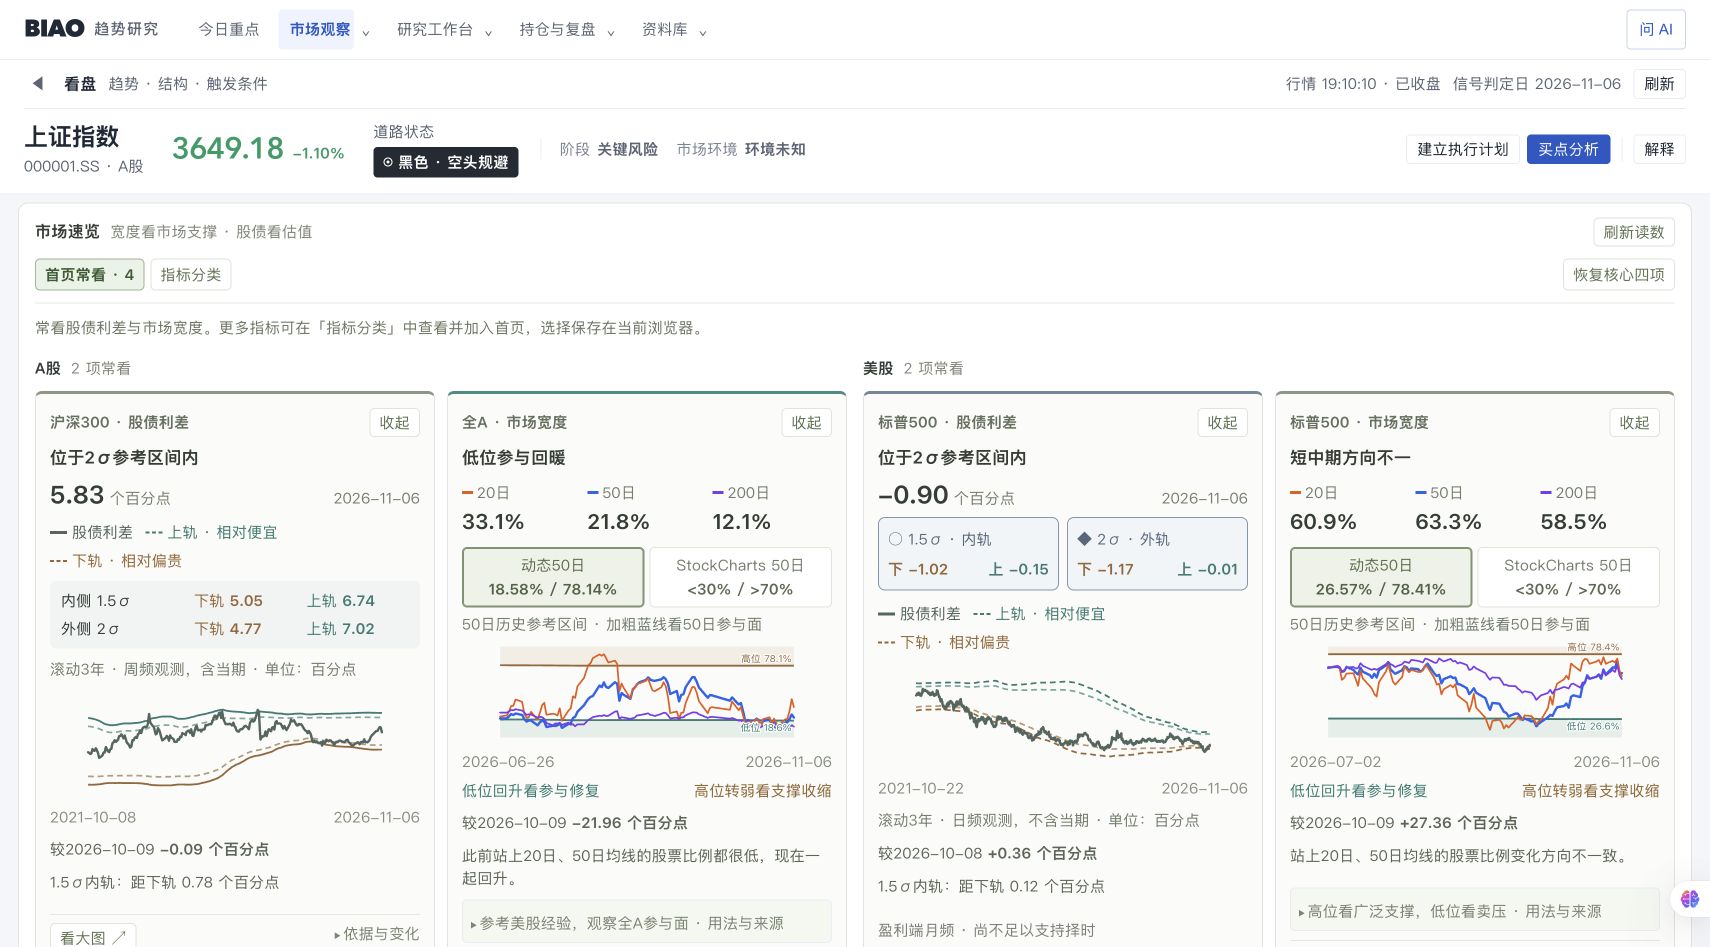 BIAO 趋势研究 今日重点 市场观察 研究工作台 持仓与复盘 资料库 问 AI
看盘 趋势 · 结构 · 触发条件 行情 19:10:10 · 已收盘 信号判定日 2026-11-06 刷新
上证指数
000001.SS · A股
3649.18 -1.10%
道路状态
黑色 · 空头规避
阶段 关键风险 市场环境 环境未知
建立执行计划 买点分析 解释
市场速览 宽度看市场支撑 · 股债看估值 刷新读数
首页常看 · 4 指标分类 恢复核心四项
常看股债利差与市场宽度。更多指标可在「指标分类」中查看并加入首页，选择保存在当前浏览器。
A股 2 项常看
沪深300 · 股债利差 收起
位于2σ参考区间内
5.83 个百分点 2026-11-06
股债利差 上轨 · 相对便宜
下轨 · 相对偏贵
内侧 1.5σ 下轨 5.05 上轨 6.74
外侧 2σ 下轨 4.77 上轨 7.02
滚动3年 · 周频观测，含当期 · 单位：百分点
2021-10-08 2026-11-06
较2026-10-09 -0.09 个百分点
1.5σ内轨：距下轨 0.78 个百分点
看大图 ↗ ▸依据与变化
全A · 市场宽度 收起
低位参与回暖
20日 50日 200日
33.1% 21.8% 12.1%
动态50日
18.58% / 78.14%
StockCharts 50日
<30% / >70%
50日历史参考区间 · 加粗蓝线看50日参与面
高位 78.1%
低位 18.6%
2026-06-26 2026-11-06
低位回升看参与修复 高位转弱看支撑收缩
较2026-10-09 -21.96 个百分点
此前站上20日、50日均线的股票比例都很低，现在一
起回升。
▸参考美股经验，观察全A参与面 · 用法与来源
美股 2 项常看
标普500 · 股债利差 收起
位于2σ参考区间内
-0.90 个百分点 2026-11-06
○ 1.5σ · 内轨
下 -1.02 上 -0.15
◆ 2σ · 外轨
下 -1.17 上 -0.01
股债利差 上轨 · 相对便宜
下轨 · 相对偏贵
2021-10-22 2026-11-06
滚动3年 · 日频观测，不含当期 · 单位：百分点
较2026-10-08 +0.36 个百分点
1.5σ内轨：距下轨 0.12 个百分点
盈利端月频 · 尚不足以支持择时
标普500 · 市场宽度 收起
短中期方向不一
20日 50日 200日
60.9% 63.3% 58.5%
动态50日
26.57% / 78.41%
StockCharts 50日
<30% / >70%
50日历史参考区间 · 加粗蓝线看50日参与面
高位 78.4%
低位 26.6%
2026-07-02 2026-11-06
低位回升看参与修复 高位转弱看支撑收缩
较2026-10-09 +27.36 个百分点
站上20日、50日均线的股票比例变化方向不一致。
▸高位看广泛支撑，低位看卖压 · 用法与来源